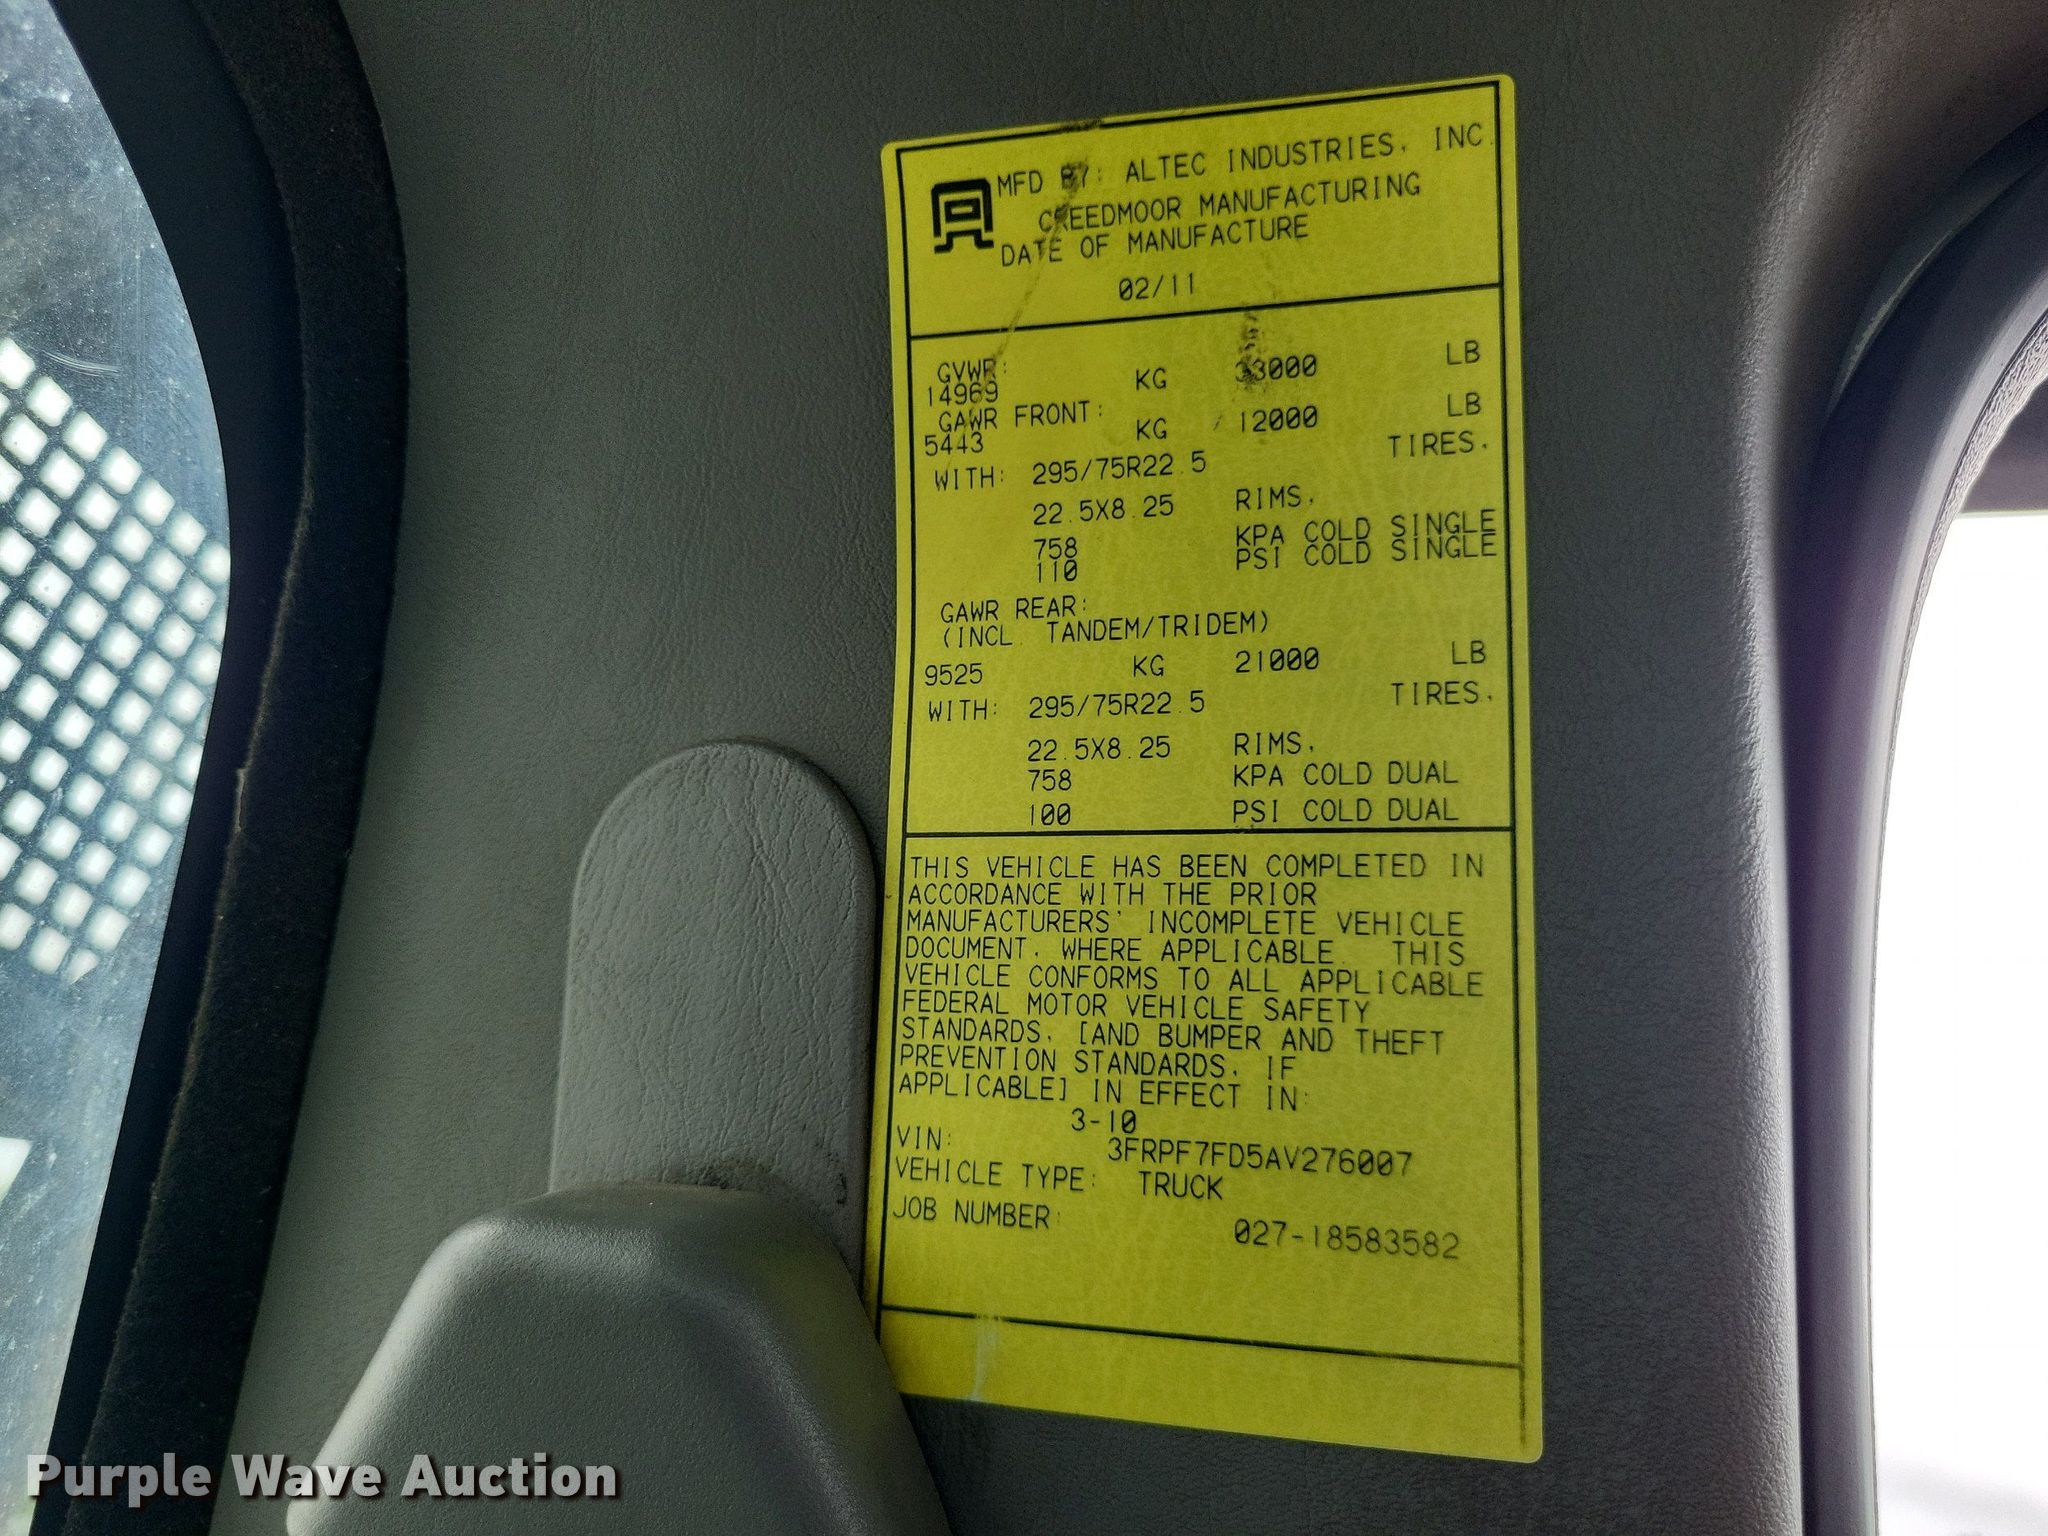 MFD BY: ALTEC INDUSTRIES, INC.
CREEDMOOR MANUFACTURING
DATE OF MANUFACTURE
02/11
GVWR:
14969 KG 33000 LB
GAWR FRONT:
5443 KG 12000 LB
WITH: 295/75R22.5 TIRES,
22.5X8.25 RIMS,
758 KPA COLD SINGLE
110 PSI COLD SINGLE
GAWR REAR:
(INCL. TANDEM/TRIDEM)
9525 KG 21000 LB
WITH: 295/75R22.5 TIRES,
22.5X8.25 RIMS,
758 KPA COLD DUAL
100 PSI COLD DUAL
THIS VEHICLE HAS BEEN COMPLETED IN
ACCORDANCE WITH THE PRIOR
MANUFACTURERS' INCOMPLETE VEHICLE
DOCUMENT, WHERE APPLICABLE. THIS
VEHICLE CONFORMS TO ALL APPLICABLE
FEDERAL MOTOR VEHICLE SAFETY
STANDARDS, [AND BUMPER AND THEFT
PREVENTION STANDARDS, IF
APPLICABLE] IN EFFECT IN:
3-10
VIN: 3FRPF7FD5AV276007
VEHICLE TYPE: TRUCK
JOB NUMBER: 027-18583582
Purple Wave Auction